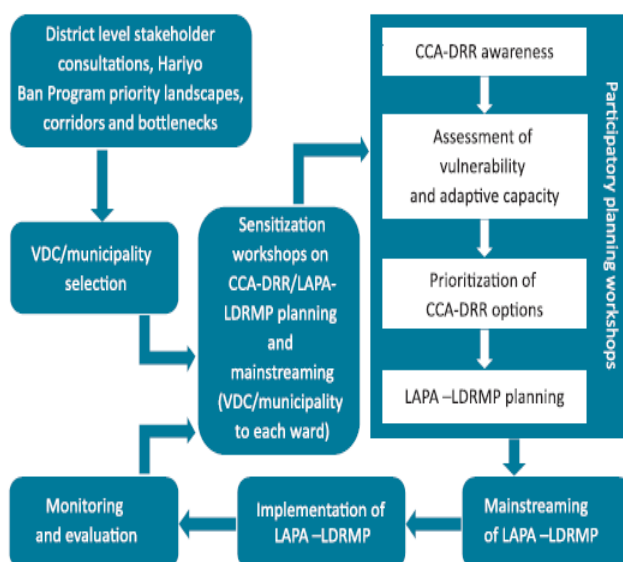 District level stakeholder
consultations, Hariyo
Ban Program priority landscapes,
corridors and bottlenecks
VDC/municipality
selection
Sensitization
workshops on
CCA-DRR/LAPA-
LDRMP planning
and
mainstreaming
(VDC/municipality
to each ward)
CCA-DRR awareness
Assessment of
vulnerability
and adaptive capacity
Prioritization of
CCA-DRR options
LAPA –LDRMP planning
Participatory planning workshops
Mainstreaming
of LAPA –LDRMP
Implementation of
LAPA –LDRMP
Monitoring
and evaluation